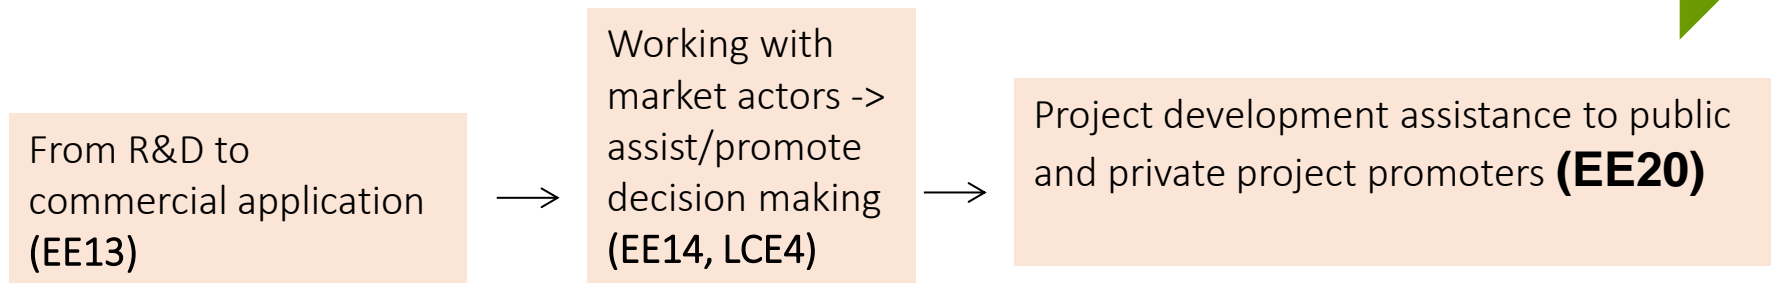 From R&D to
commercial application
(EE13)
Working with
market actors ->
assist/promote
decision making
(EE14, LCE4)
Project development assistance to public
and private project promoters (EE20)